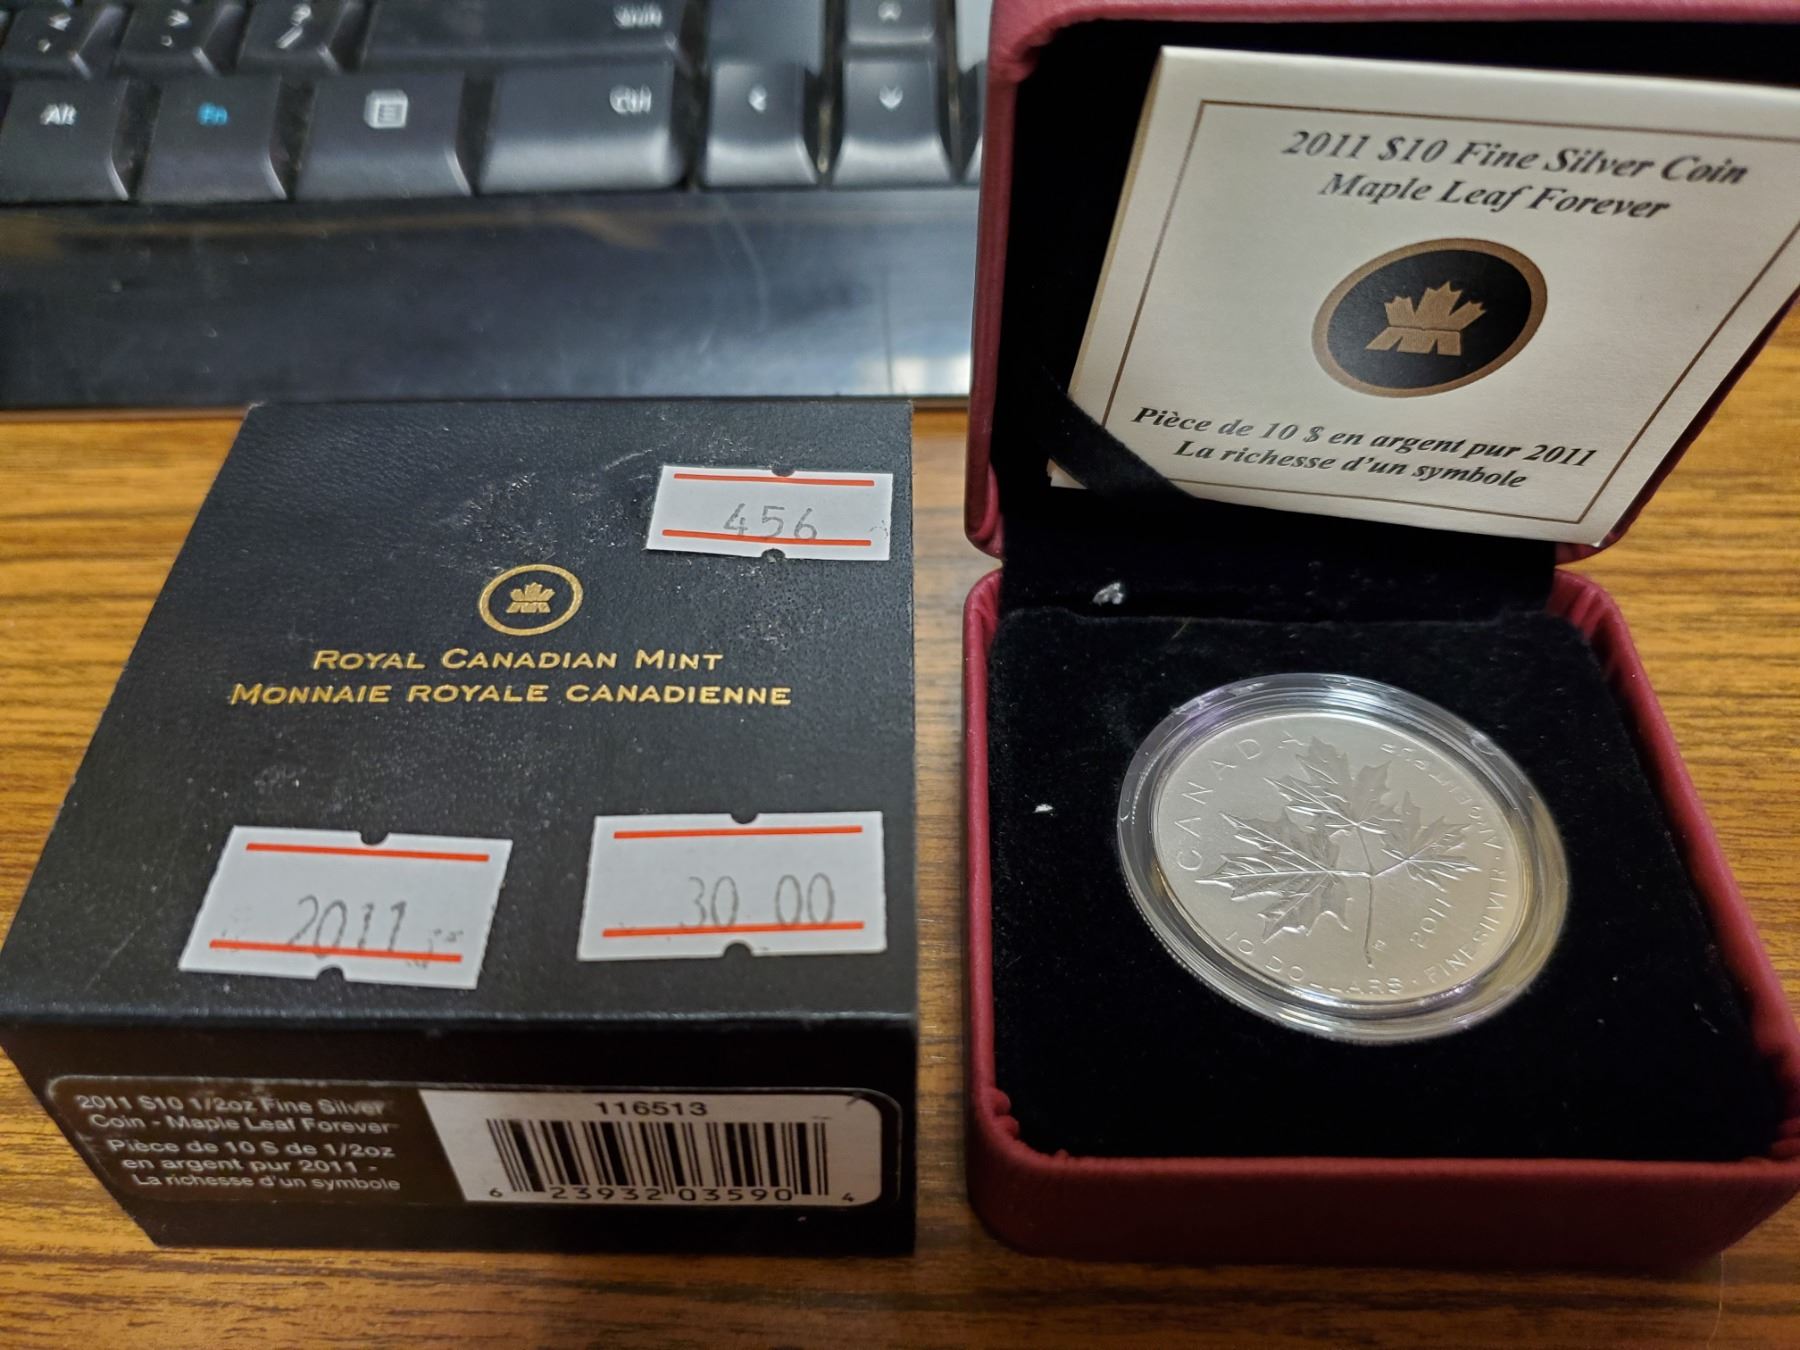 Shift
Alt
Fn
Ctrl
456
ROYAL CANADIAN MINT
MONNAIE ROYALE CANADIENNE
2011
30 00
2011 $10 1/2oz Fine Silver
Coin - Maple Leaf Forever
Pièce de 10 $ de 1/2oz
en argent pur 2011 -
La richesse d'un symbole
116513
6 23932 03590 4
2011 $10 Fine Silver Coin
Maple Leaf Forever
Pièce de 10 $ en argent pur 2011
La richesse d'un symbole
CANADA
2011
10 DOLLARS · FINE SILVER · ARGENT PUR